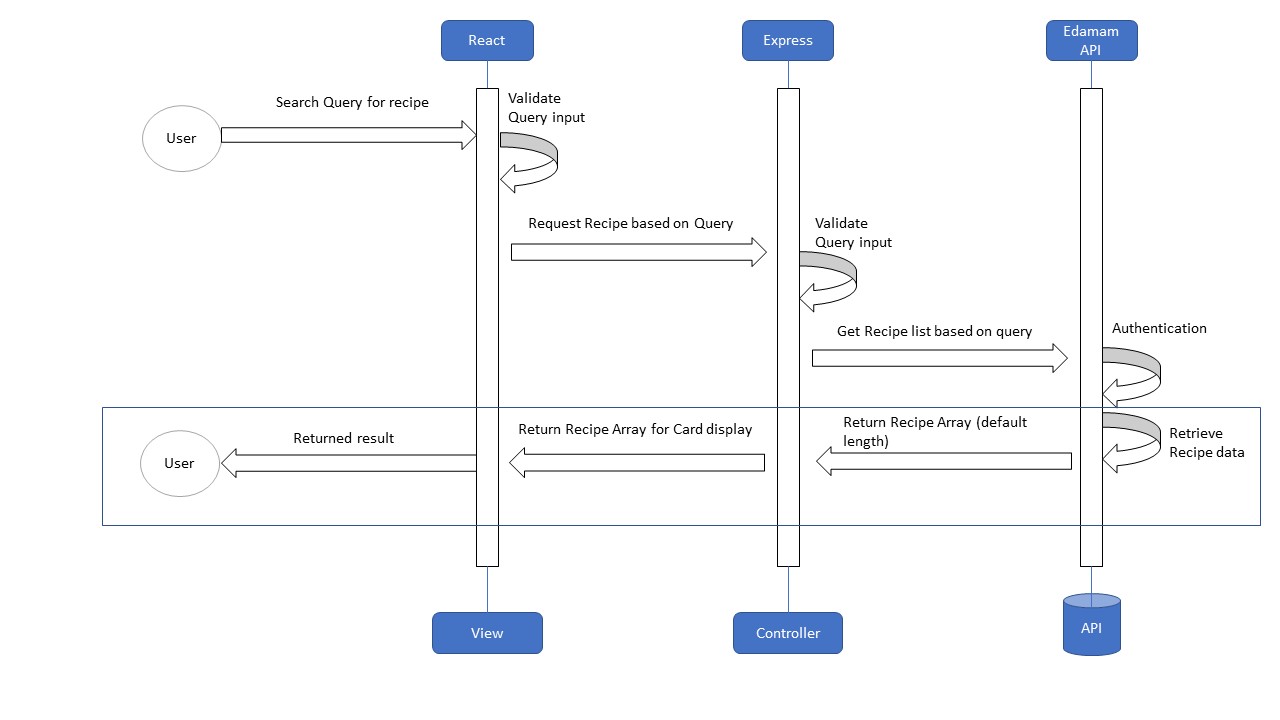 React
Express
Edamam
API
Search Query for recipe
Validate
Query input
User
Request Recipe based on Query
Validate
Query input
Get Recipe list based on query
Authentication
Return Recipe Array (default
length)
Return Recipe Array for Card display
Returned result
Retrieve
Recipe data
User
View
Controller
API